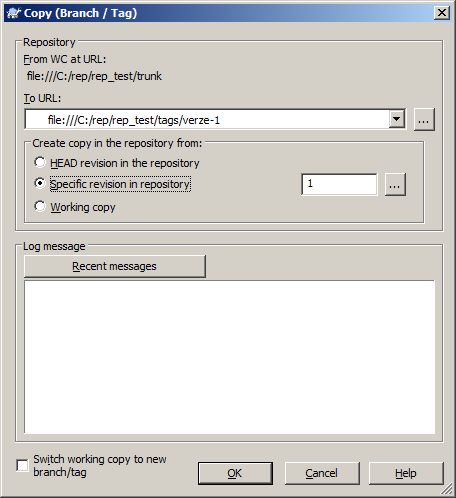 Copy (Branch / Tag)
Repository
From WC at URL:
file:///C:/rep/rep_test/trunk
To URL:
file:///C:/rep/rep_test/tags/verze-1
...
Create copy in the repository from:
HEAD revision in the repository
Specific revision in repository
1
...
Working copy
Log message
Recent messages
Switch working copy to new
branch/tag
OK
Cancel
Help